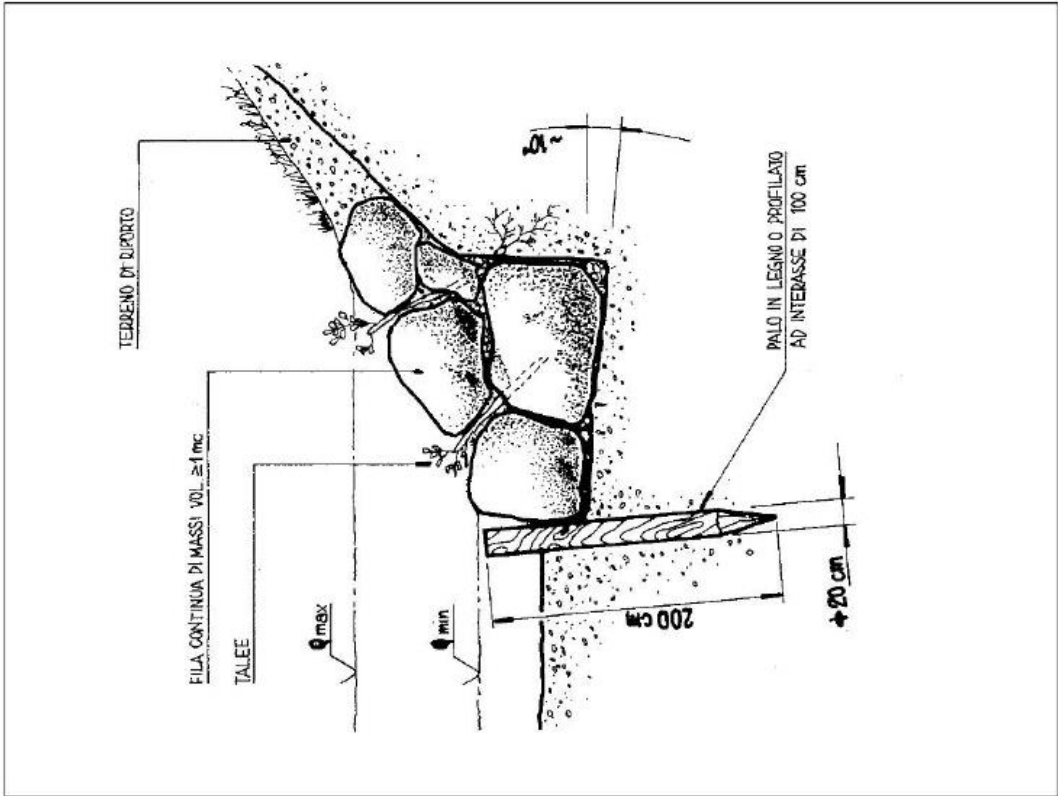 TERRENO DI RIPORTO
FILA CONTINUA DI MASSI VOL. ≥1 mc
TALEE
Q max
Q min
~ 10°
PALO IN LEGNO O PROFILATO
AD INTERASSE DI 100 cm
200 cm
ϕ 20 cm